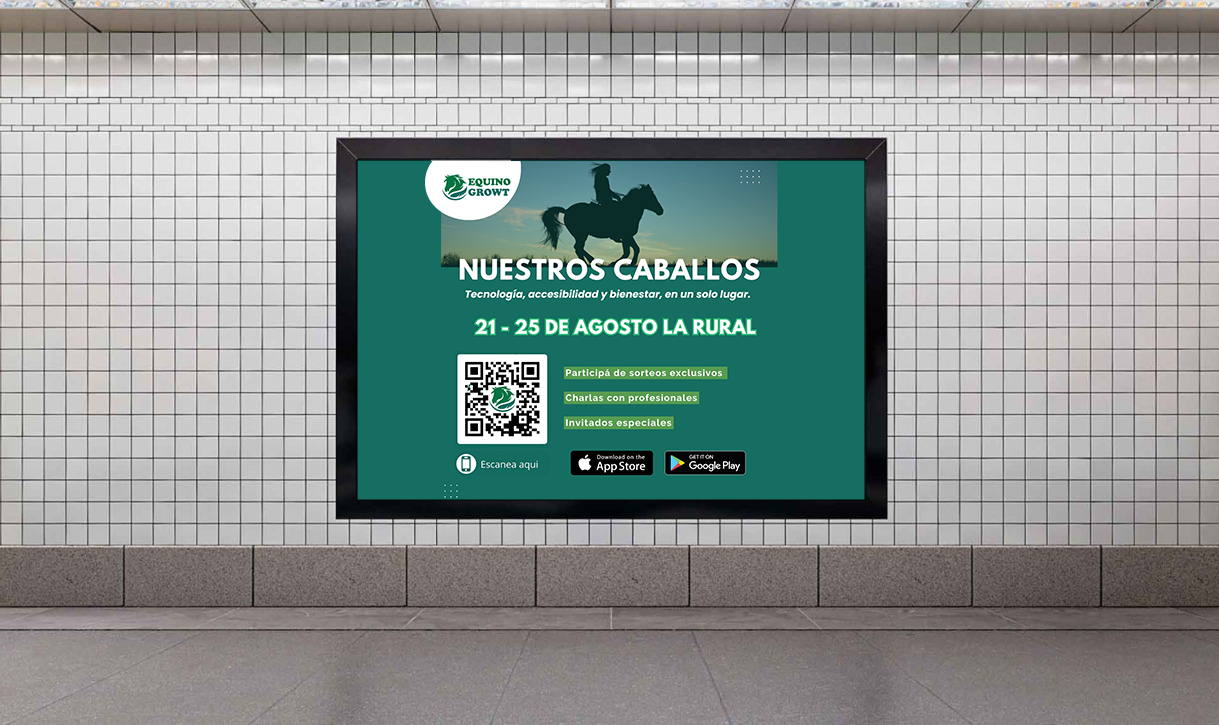 EQUINO
GROWT
NUESTROS CABALLOS
Tecnología, accesibilidad y bienestar, en un solo lugar.
21 - 25 DE AGOSTO LA RURAL
Participá de sorteos exclusivos
Charlas con profesionales
Invitados especiales
Escanea aqui
Download on the
App Store
GET IT ON
Google Play